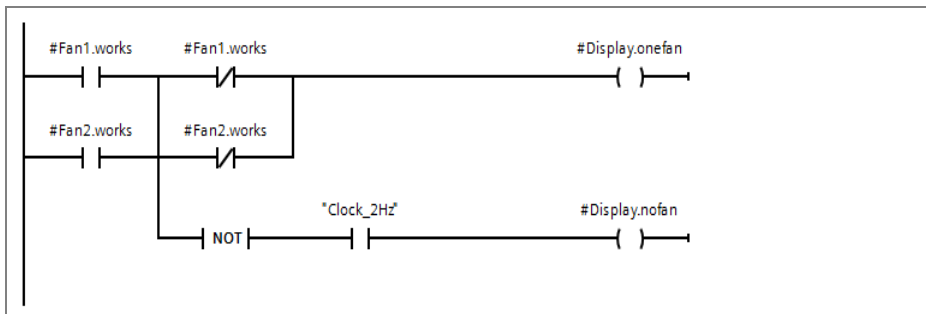 #Fan1.works #Fan1.works #Display.onefan
#Fan2.works #Fan2.works
"Clock_2Hz" #Display.nofan
NOT